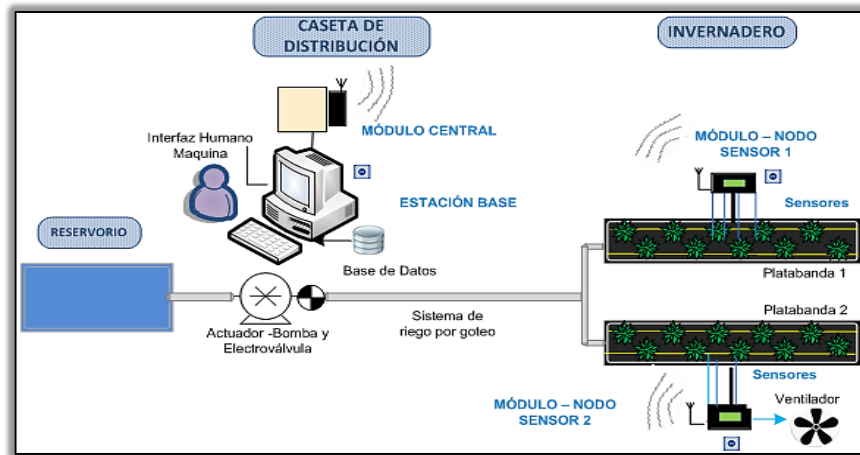 CASETA DE
DISTRIBUCIÓN
INVERNADERO
MÓDULO CENTRAL
Interfaz Humano
Maquina
MÓDULO – NODO
SENSOR 1
ESTACIÓN BASE
Sensores
RESERVORIO
Base de Datos
Platabanda 1
Platabanda 2
Sistema de
riego por goteo
Actuador -Bomba y
Electroválvula
Sensores
MÓDULO – NODO
SENSOR 2
Ventilador